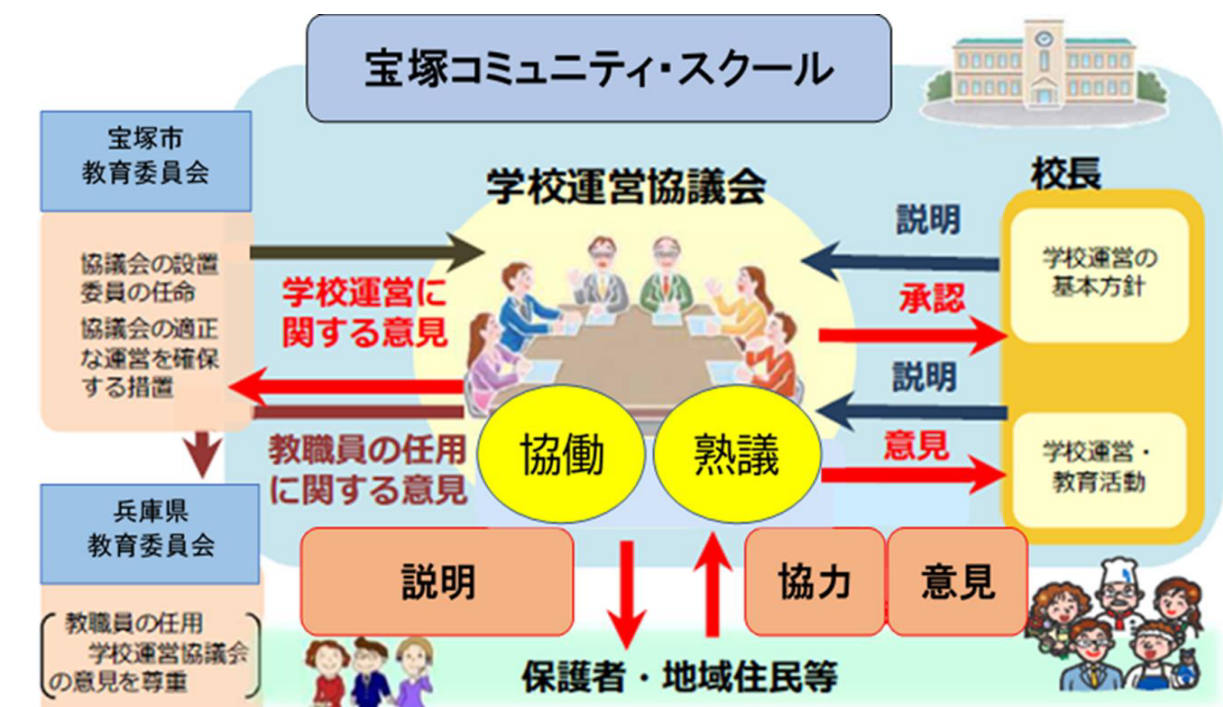 宝塚コミュニティ・スクール
宝塚市
教育委員会
協議会の設置
委員の任命
協議会の適正
な運営を確保
する措置
学校運営協議会
校長
説明
学校運営の
基本方針
承認
学校運営に
関する意見
説明
意見
学校運営・
教育活動
教職員の任用
に関する意見
協働
熟議
兵庫県
教育委員会
教職員の任用
学校運営協議会
の意見を尊重
説明
協力
意見
保護者・地域住民等